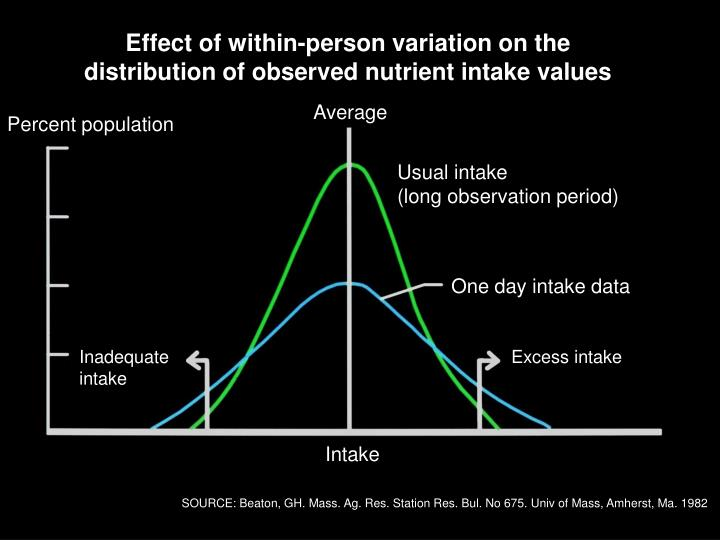 Effect of within-person variation on the
distribution of observed nutrient intake values
Average
Percent population
Usual intake
(long observation period)
One day intake data
Inadequate
intake
Excess intake
Intake
SOURCE: Beaton, GH. Mass. Ag. Res. Station Res. Bul. No 675. Univ of Mass, Amherst, Ma. 1982